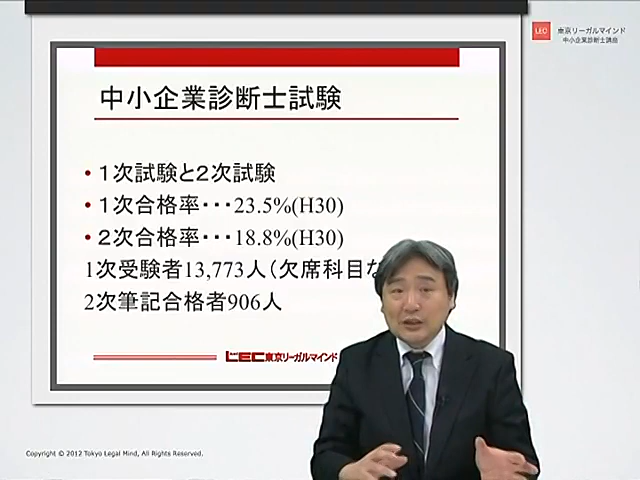 LEC 東京リーガルマインド
中小企業診断士講座
中小企業診断士試験
・１次試験と２次試験
・１次合格率･･･23.5%(H30)
・２次合格率･･･18.8%(H30)
1次受験者13,773人（欠席科目な
2次筆記合格者906人
LEC東京リーガルマインド
Copyright © 2012 Tokyo Legal Mind, All Rights Reserved.